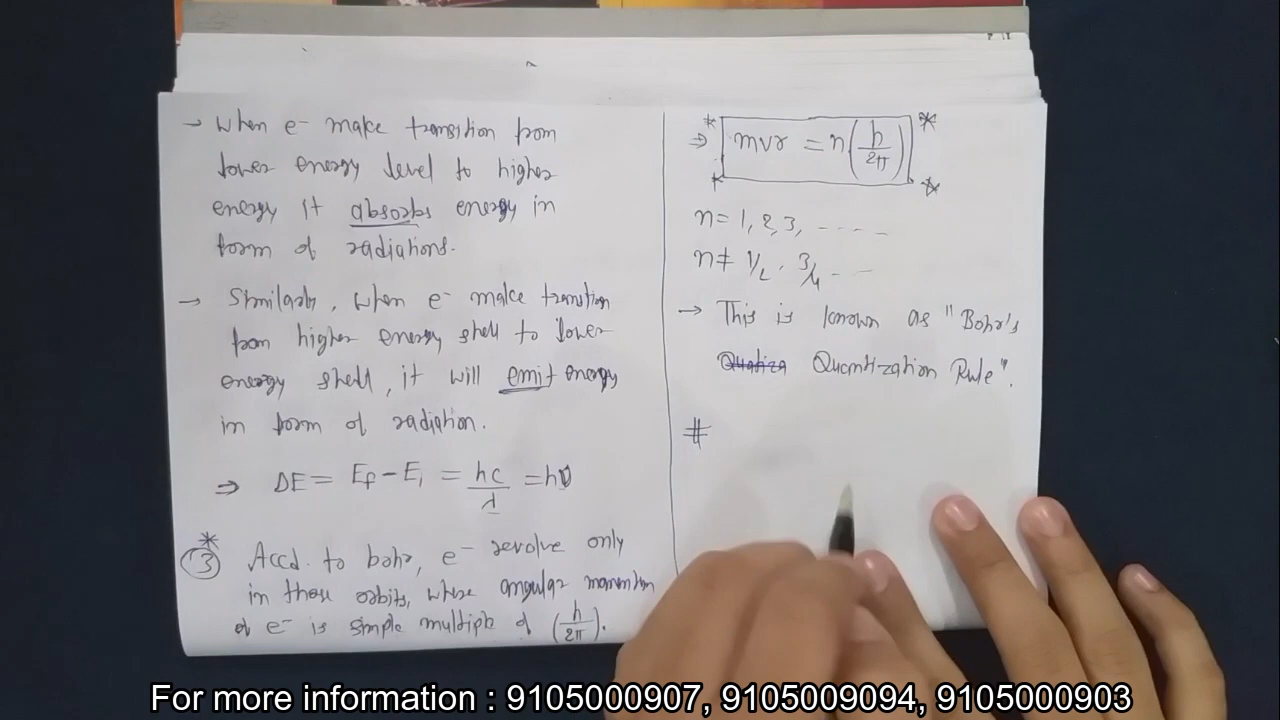 → When e- make transition from
lower energy level to higher
energy it absorbs energy in
form of radiations.
→ Similarly, when e- make transition
from higher energy shell to lower
energy shell, it will emit energy
in form of radiation.
⇒ ΔE = Ef - Ei = hc/λ = hν
* ③ Accd. to bohr, e- revolve only
in those orbits, where angular momentum
of e- is simple multiple of (h/2π).
⇒ mvr = n(h/2π)
n = 1, 2, 3, - - - -
n ≠ 1/2, 3/4 - -
→ This is known as "Bohr's
Quatiza Quantization Rule".
#
For more information : 9105000907, 9105009094, 9105000903